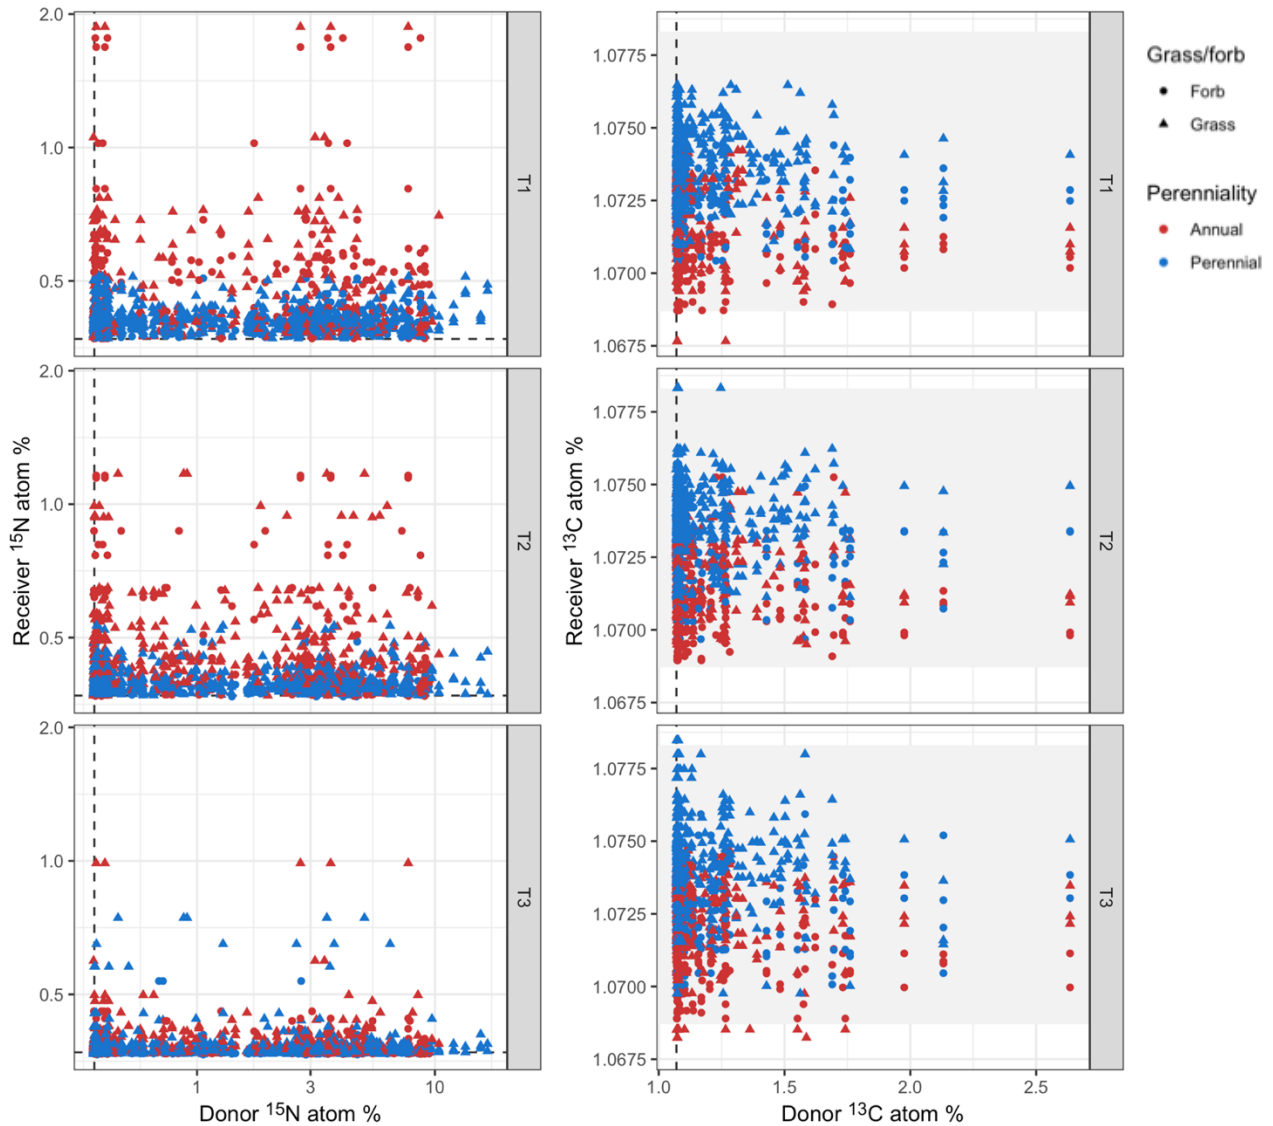 2.0
1.0
0.5
T1
1.0775
1.0750
1.0725
1.0700
1.0675
T1
Grass/forb
Forb
Grass
Perenniality
Annual
Perennial
Receiver 15N atom %
2.0
1.0
0.5
T2
Receiver 13C atom %
1.0775
1.0750
1.0725
1.0700
1.0675
T2
2.0
1.0
0.5
T3
1.0775
1.0750
1.0725
1.0700
1.0675
T3
1 3 10
1.0 1.5 2.0 2.5
Donor 15N atom %
Donor 13C atom %